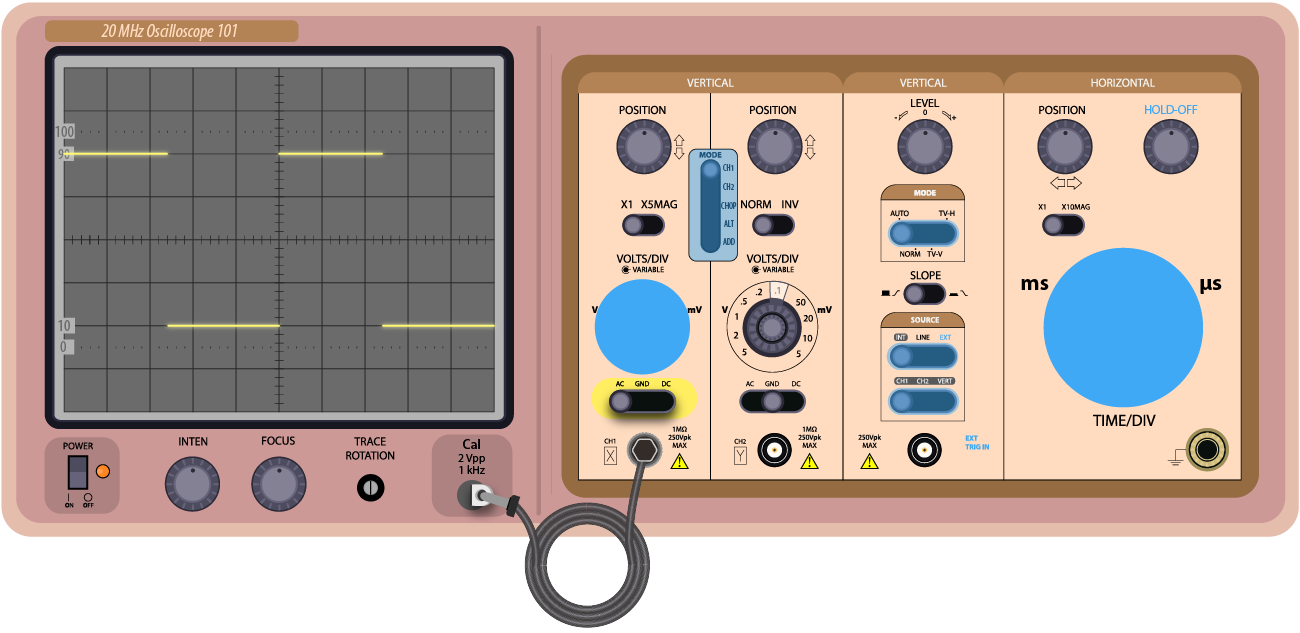 20 MHz Oscilloscope 101
100
90
10
0
POWER
ON OFF
INTEN
FOCUS
TRACE
ROTATION
Cal
2 Vpp
1 kHz
VERTICAL
POSITION
POSITION
MODE
CH1
CH2
CHOP
ALT
ADD
X1 X5MAG
NORM INV
VOLTS/DIV
VARIABLE
V mV
VOLTS/DIV
VARIABLE
V mV
.5 .2 .1 50
1 20
2 10
5 5
AC GND DC
AC GND DC
CH1
X
1MΩ
250Vpk
MAX
CH2
Y
1MΩ
250Vpk
MAX
VERTICAL
LEVEL
- 0 +
MODE
AUTO TV-H
NORM TV-V
SLOPE
SOURCE
INT LINE EXT
CH1 CH2 VERT
250Vpk
MAX
EXT
TRIG IN
HORIZONTAL
POSITION
HOLD-OFF
X1 X10MAG
ms µs
TIME/DIV